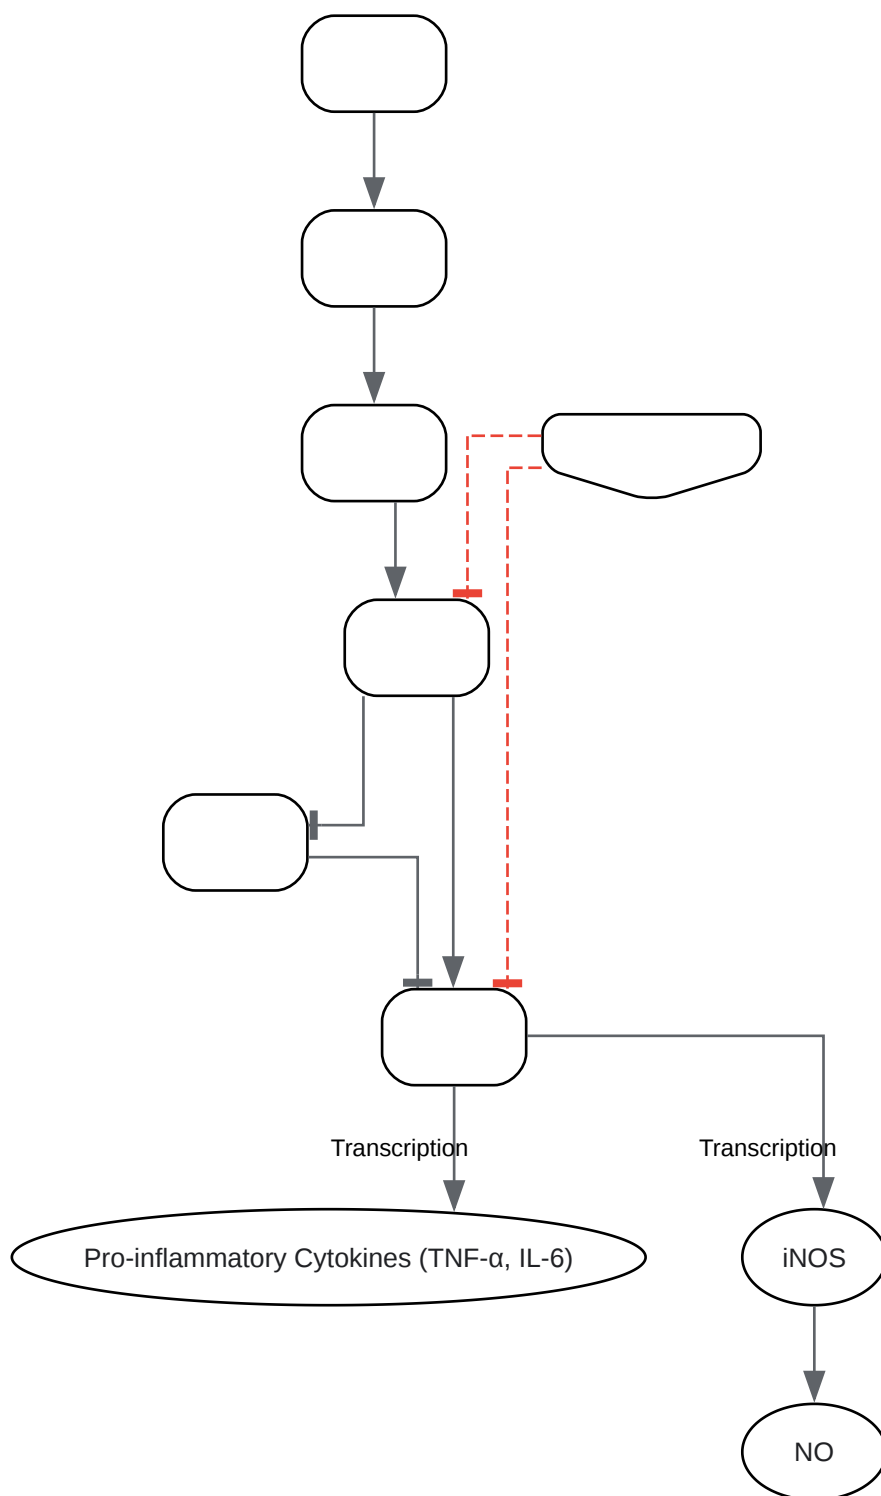 Transcription
Transcription
Pro-inflammatory Cytokines (TNF-α, IL-6)
iNOS
NO